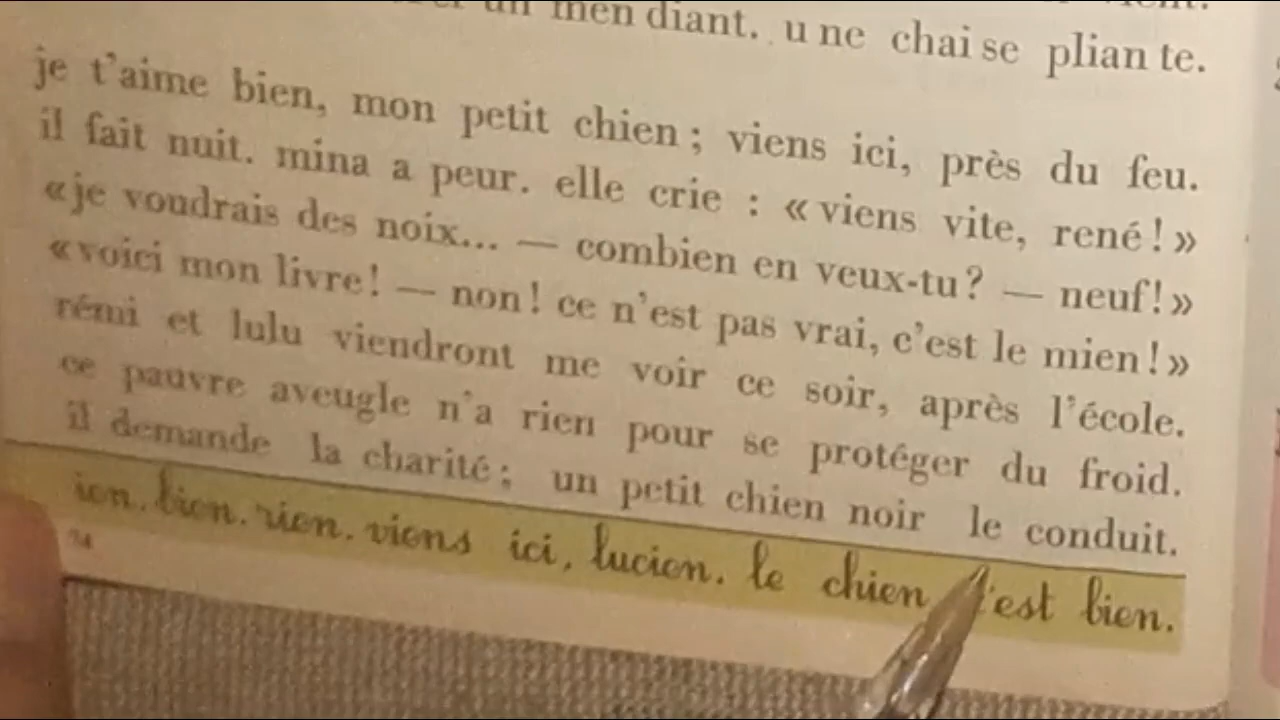 un men diant. u ne chai se plian te.
je t'aime bien, mon petit chien ; viens ici, près du feu.
il fait nuit. mina a peur. elle crie : « viens vite, rené ! »
« je voudrais des noix... — combien en veux-tu ? — neuf ! »
« voici mon livre ! — non ! ce n'est pas vrai, c'est le mien ! »
rémi et lulu viendront me voir ce soir, après l'école.
ce pauvre aveugle n'a rien pour se protéger du froid.
il demande la charité ; un petit chien noir le conduit.
ien. bien. rien. viens ici, lucien. le chien est bien.